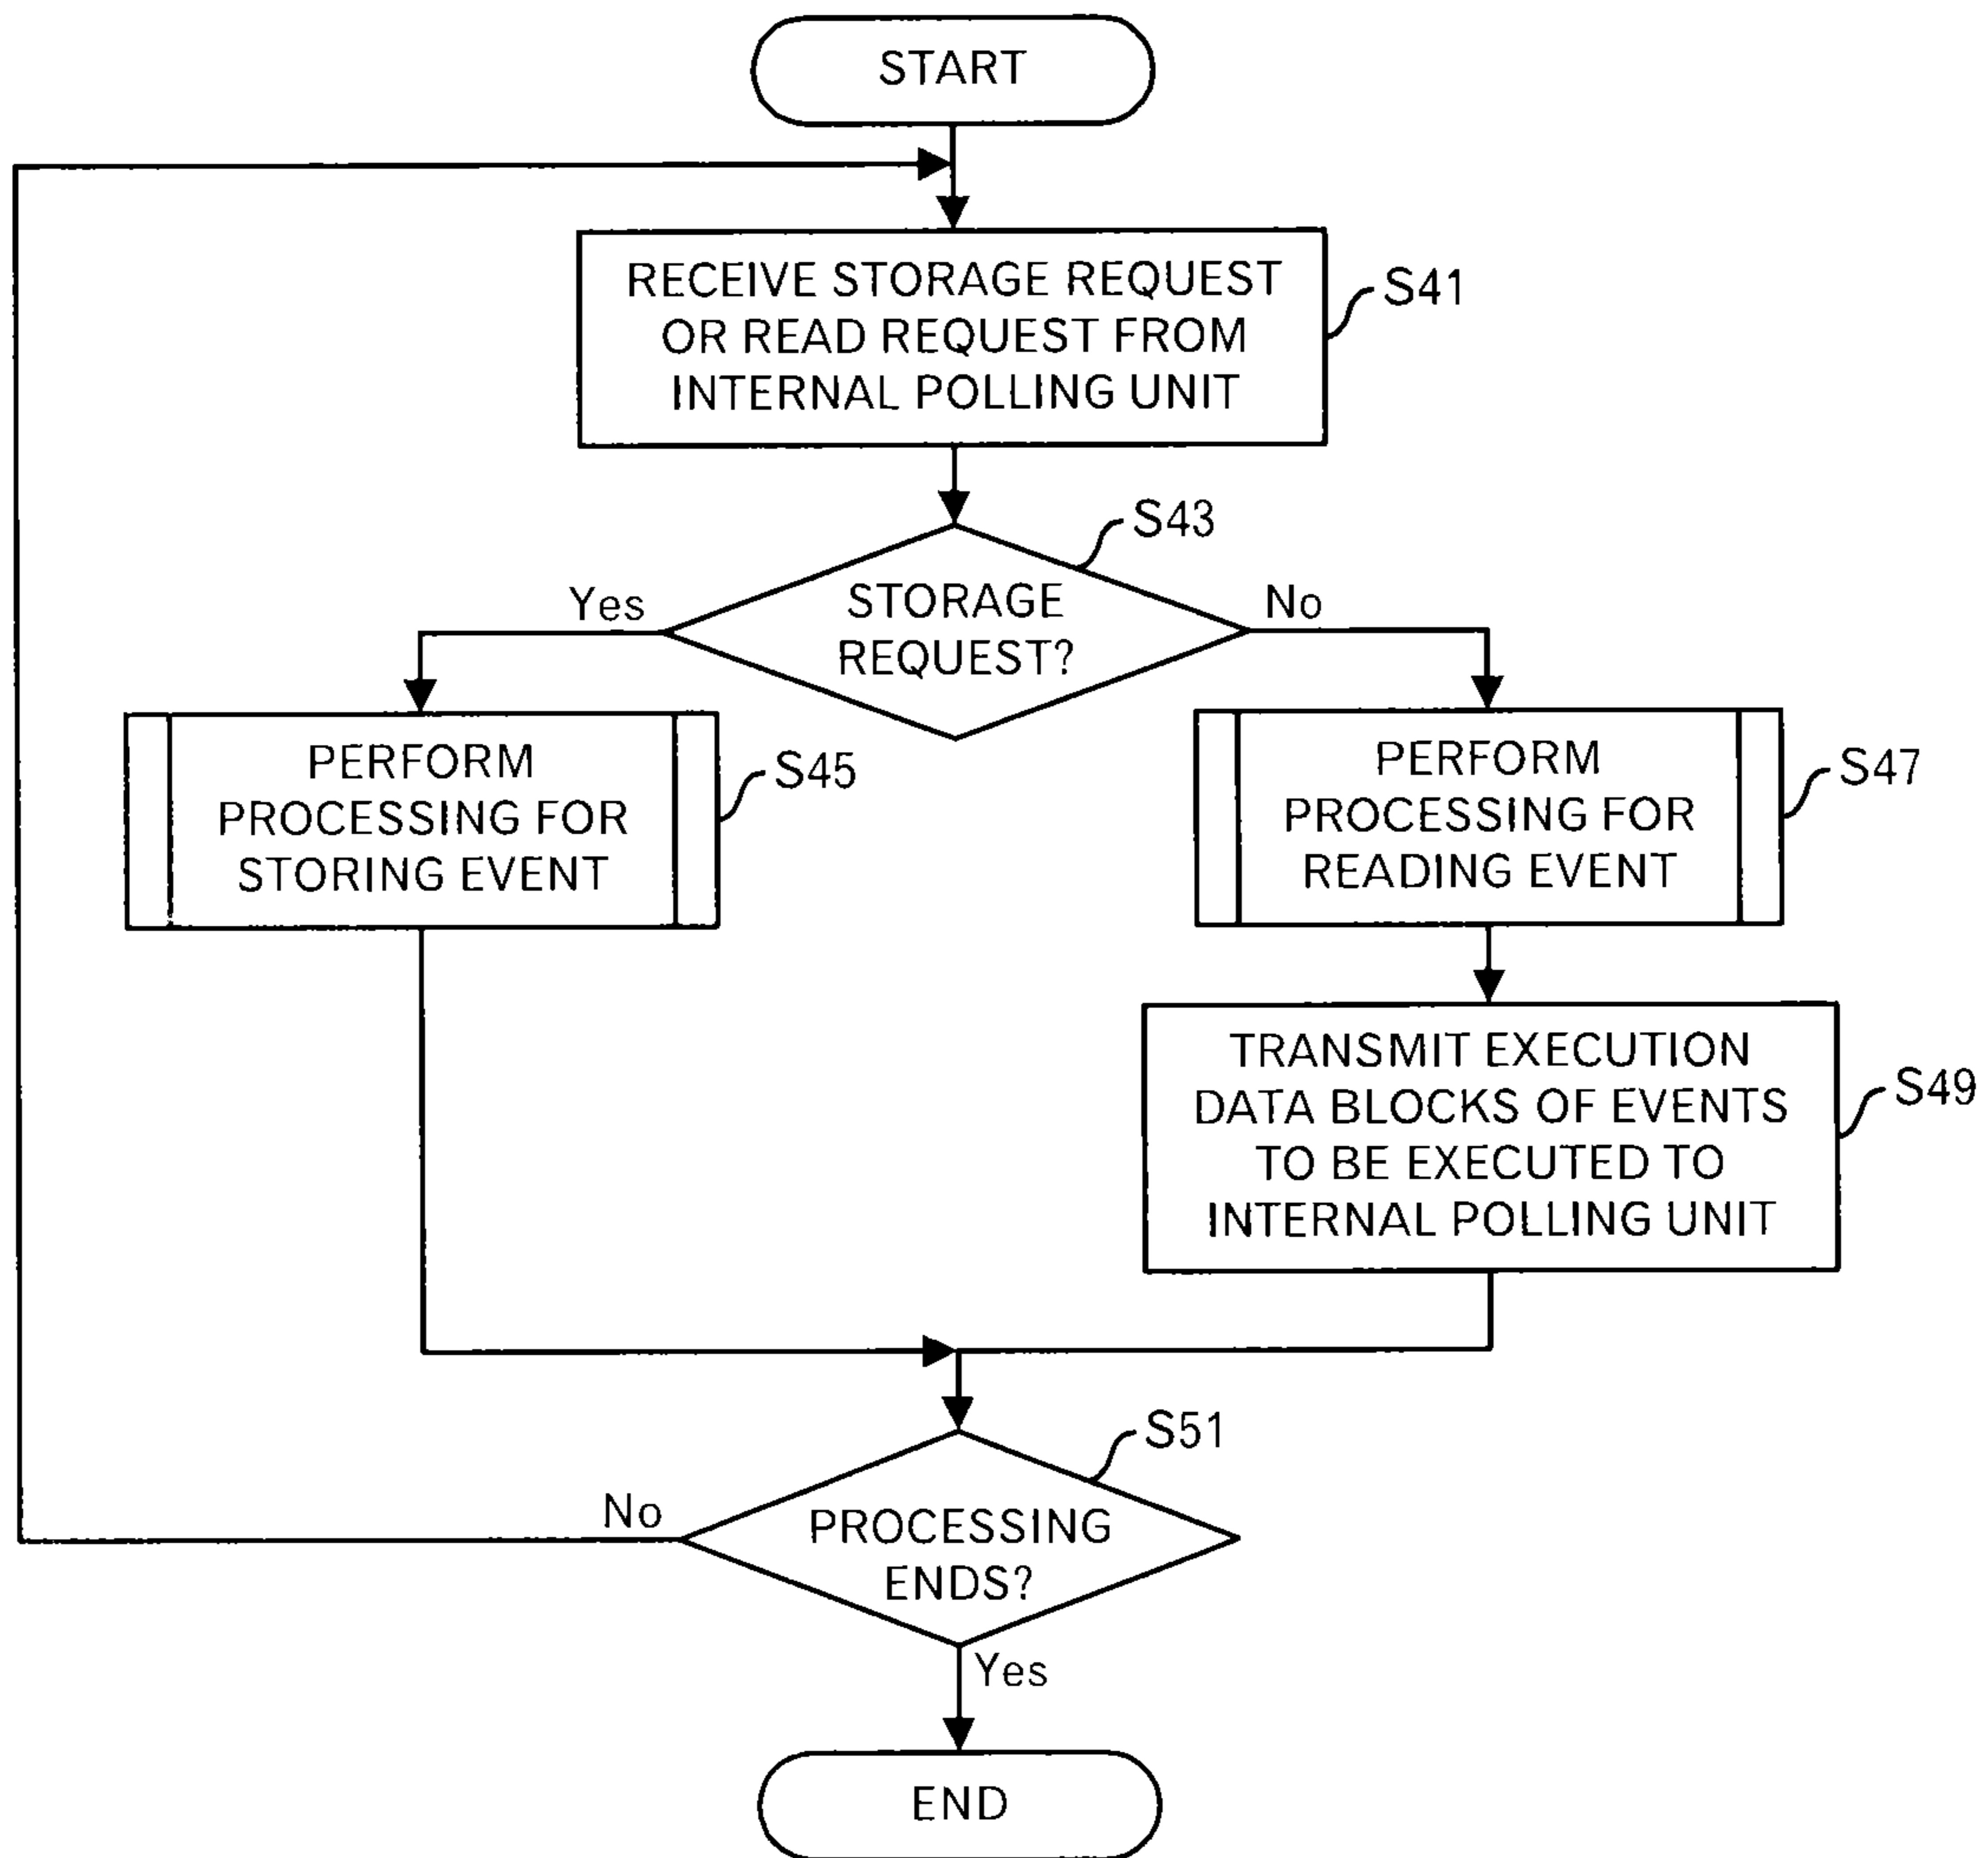 START
RECEIVE STORAGE REQUEST
OR READ REQUEST FROM
INTERNAL POLLING UNIT
S41
S43
STORAGE
REQUEST?
Yes
No
PERFORM
PROCESSING FOR
STORING EVENT
S45
PERFORM
PROCESSING FOR
READING EVENT
S47
TRANSMIT EXECUTION
DATA BLOCKS OF EVENTS
TO BE EXECUTED TO
INTERNAL POLLING UNIT
S49
S51
PROCESSING
ENDS?
No
Yes
END